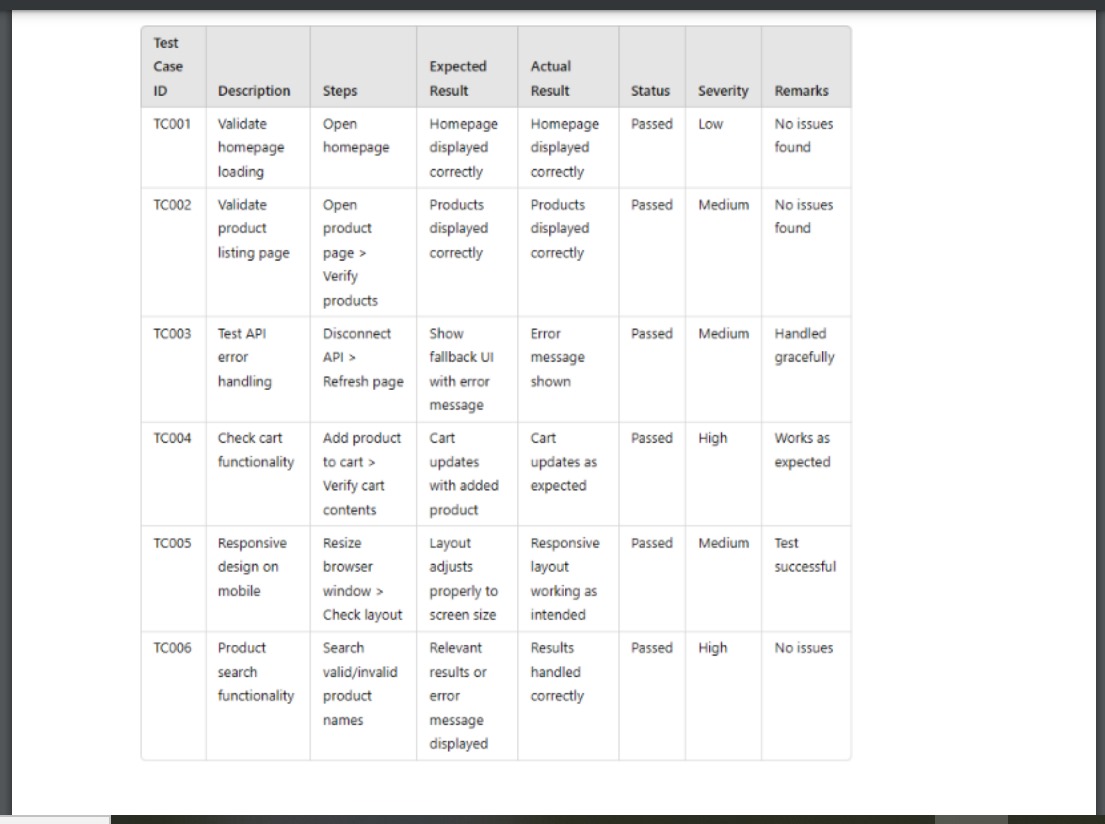 Test Case ID | Description | Steps | Expected Result | Actual Result | Status | Severity | Remarks
TC001 | Validate homepage loading | Open homepage | Homepage displayed correctly | Homepage displayed correctly | Passed | Low | No issues found
TC002 | Validate product listing page | Open product page > Verify products | Products displayed correctly | Products displayed correctly | Passed | Medium | No issues found
TC003 | Test API error handling | Disconnect API > Refresh page | Show fallback UI with error message | Error message shown | Passed | Medium | Handled gracefully
TC004 | Check cart functionality | Add product to cart > Verify cart contents | Cart updates with added product | Cart updates as expected | Passed | High | Works as expected
TC005 | Responsive design on mobile | Resize browser window > Check layout | Layout adjusts properly to screen size | Responsive layout working as intended | Passed | Medium | Test successful
TC006 | Product search functionality | Search valid/invalid product names | Relevant results or error message displayed | Results handled correctly | Passed | High | No issues